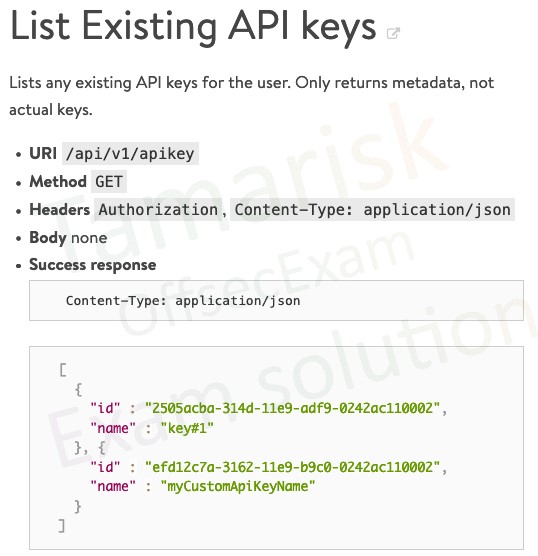 List Existing API keys
Lists any existing API keys for the user. Only returns metadata, not
actual keys.
• URI /api/v1/apikey
• Method GET
• Headers Authorization, Content-Type: application/json
• Body none
• Success response
Content-Type: application/json
[
{
"id" : "2505acba-314d-11e9-adf9-0242ac110002",
"name" : "key#1"
}, {
"id" : "efd12c7a-3162-11e9-b9c0-0242ac110002",
"name" : "myCustomApiKeyName"
}
]
Tamarisk
OffsecExam
Exam solution